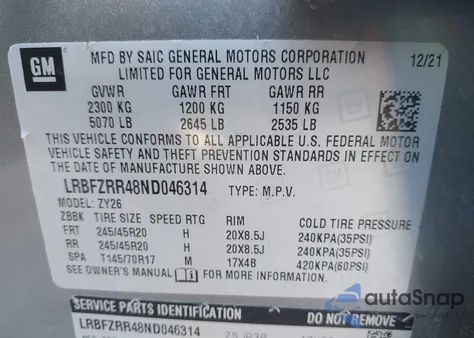 GM
MFD BY SAIC GENERAL MOTORS CORPORATION 12/21
LIMITED FOR GENERAL MOTORS LLC
GVWR GAWR FRT GAWR RR
2300 KG 1200 KG 1150 KG
5070 LB 2645 LB 2535 LB
THIS VEHICLE CONFORMS TO ALL APPLICABLE U.S. FEDERAL MOTOR
VEHICLE SAFETY AND THEFT PREVENTION STANDARDS IN EFFECT ON
THE DATE OF MANUFACTURE SHOWN ABOVE.
LRBFZRR48ND046314 TYPE: M.P.V.
MODEL: ZY26
ZBBK TIRE SIZE SPEED RTG RIM COLD TIRE PRESSURE
FRT 245/45R20 H 20X8.5J 240KPA(35PSI)
RR 245/45R20 H 20X8.5J 240KPA(35PSI)
SPA T145/70R17 M 17X4B 420KPA(60PSI)
SEE OWNER'S MANUAL FOR MORE INFORMATION.
SERVICE PARTS IDENTIFICATION DO NOT REMOVE
LRBFZRR48ND046314
autoSnap